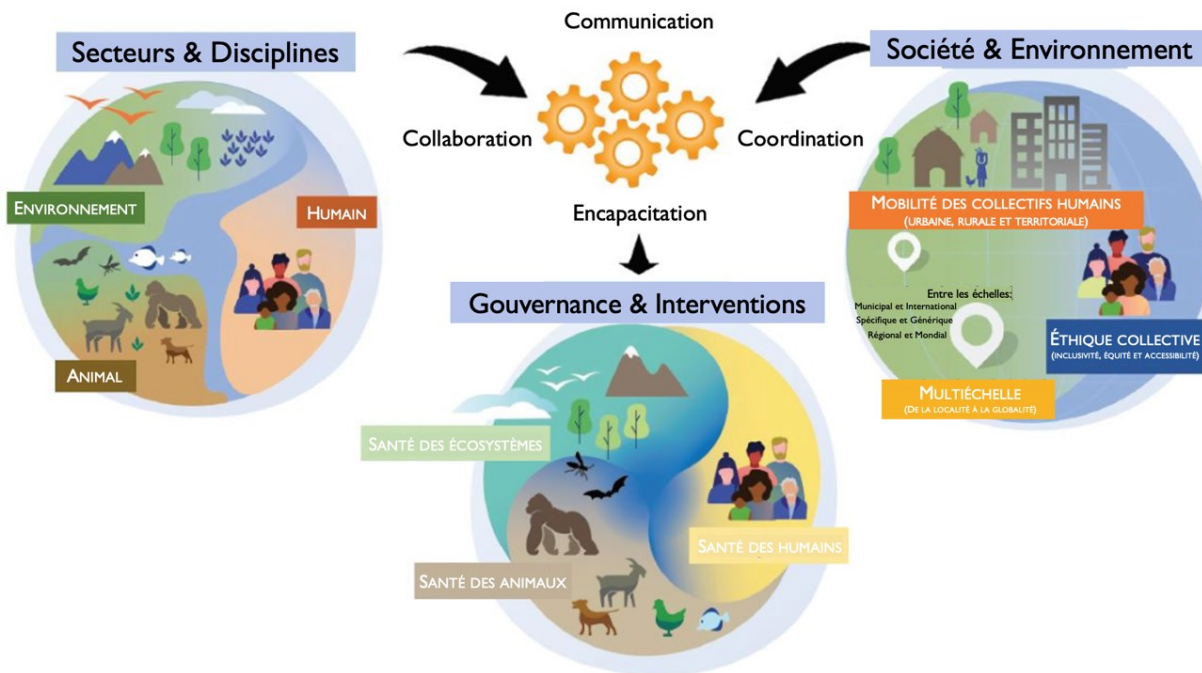 Communication
Secteurs & Disciplines
Société & Environnement
Collaboration
Coordination
Encapacitation
ENVIRONNEMENT
HUMAIN
ANIMAL
MOBILITÉ DES COLLECTIFS HUMAINS
(URBAINE, RURALE ET TERRITORIALE)
Entre les échelles:
Municipal et International
Spécifique et Générique
Régional et Mondial
ÉTHIQUE COLLECTIVE
(INCLUSIVITÉ, ÉQUITÉ ET ACCESSIBILITÉ)
MULTIÉCHELLE
(DE LA LOCALITÉ À LA GLOBALITÉ)
Gouvernance & Interventions
SANTÉ DES ÉCOSYSTÈMES
SANTÉ DES HUMAINS
SANTÉ DES ANIMAUX